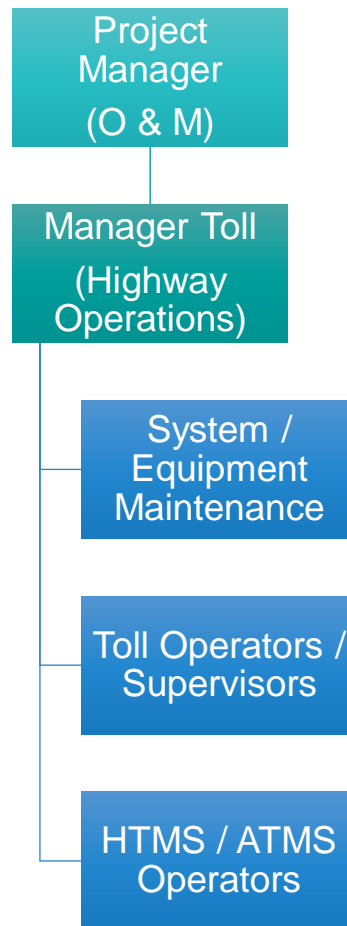 Project
Manager
(O & M)
Manager Toll
(Highway
Operations)
System /
Equipment
Maintenance
Toll Operators /
Supervisors
HTMS / ATMS
Operators